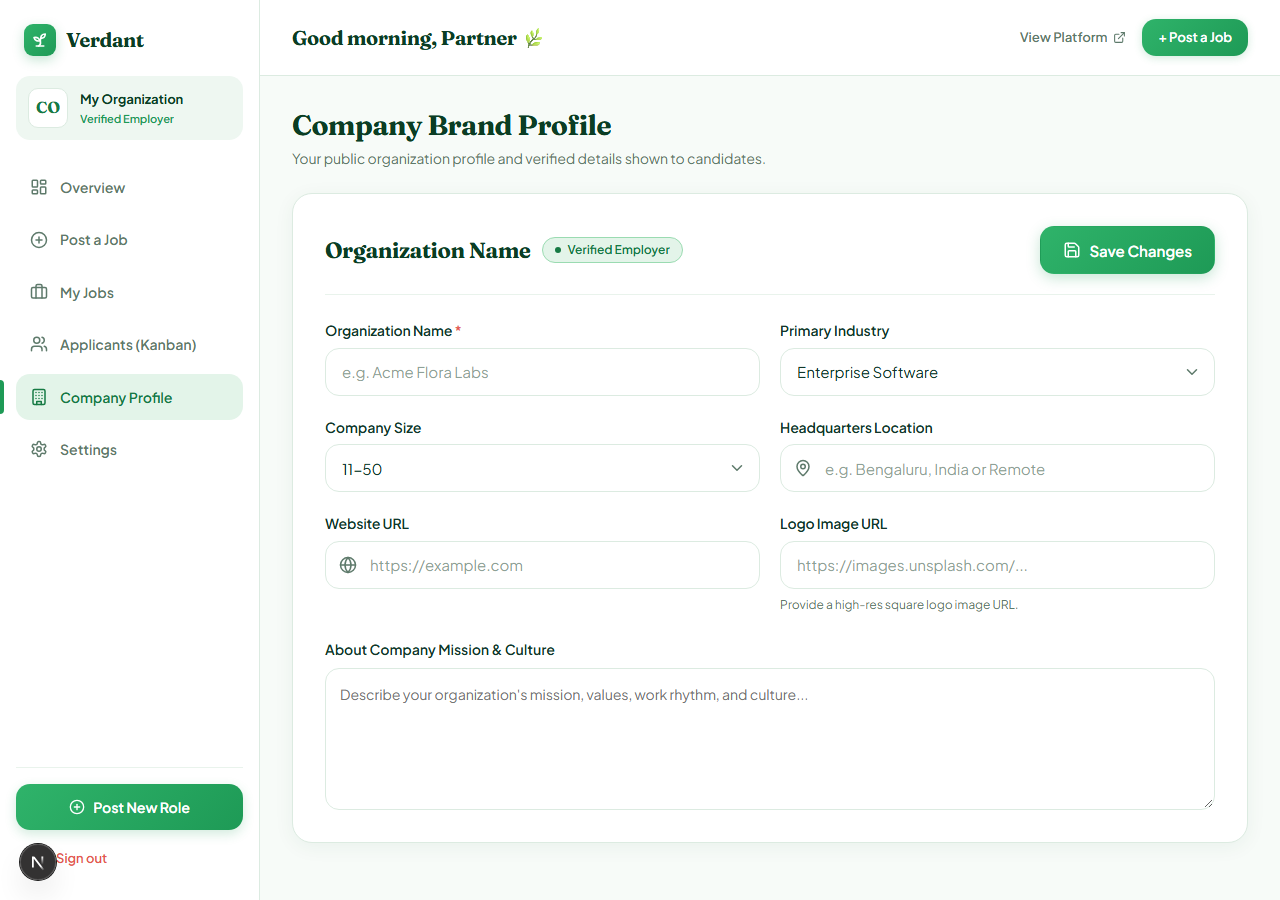 Verdant
CO
My Organization
Verified Employer
Overview
Post a Job
My Jobs
Applicants (Kanban)
Company Profile
Settings
Post New Role
N
Sign out
Good morning, Partner 🌿
View Platform
+ Post a Job
Company Brand Profile
Your public organization profile and verified details shown to candidates.
Organization Name
Verified Employer
Save Changes
Organization Name *
Primary Industry
e.g. Acme Flora Labs
Enterprise Software
Company Size
Headquarters Location
11–50
e.g. Bengaluru, India or Remote
Website URL
Logo Image URL
https://example.com
https://images.unsplash.com/...
Provide a high-res square logo image URL.
About Company Mission & Culture
Describe your organization's mission, values, work rhythm, and culture...